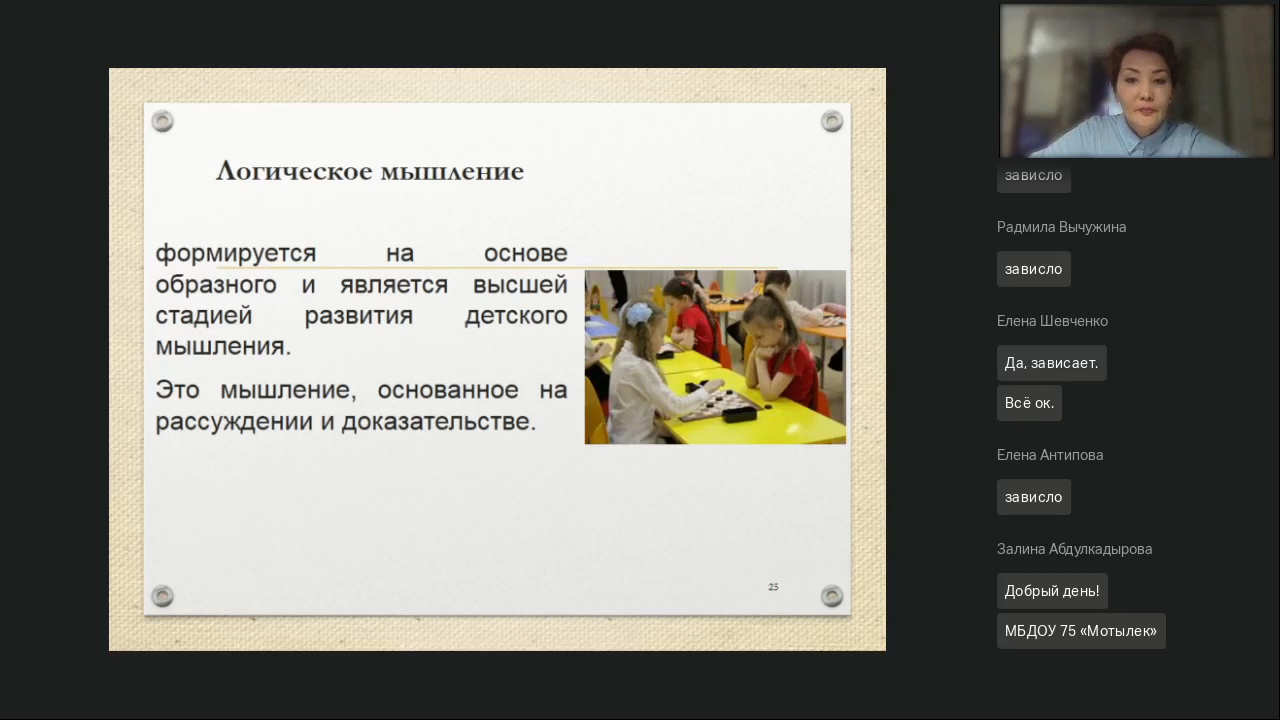 Логическое мышление
формируется на основе
образного и является высшей
стадией развития детского
мышления.
Это мышление, основанное на
рассуждении и доказательстве.
25
зависло
Радмила Вычужина
зависло
Елена Шевченко
Да, зависает.
Всё ок.
Елена Антипова
зависло
Залина Абдулкадырова
Добрый день!
МБДОУ 75 «Мотылек»